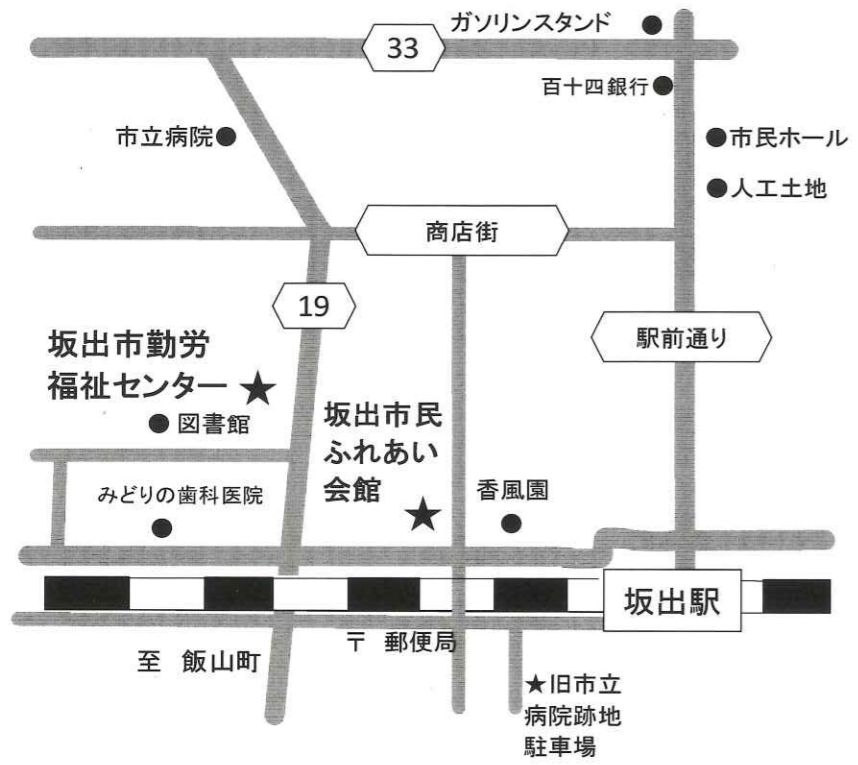 ガソリンスタンド
33
百十四銀行
市立病院
市民ホール
人工土地
商店街
19
駅前通り
坂出市勤労
福祉センター
図書館
坂出市民
ふれあい
会館
みどりの歯科医院
香風園
坂出駅
至 飯山町
〒 郵便局
★旧市立
病院跡地
駐車場